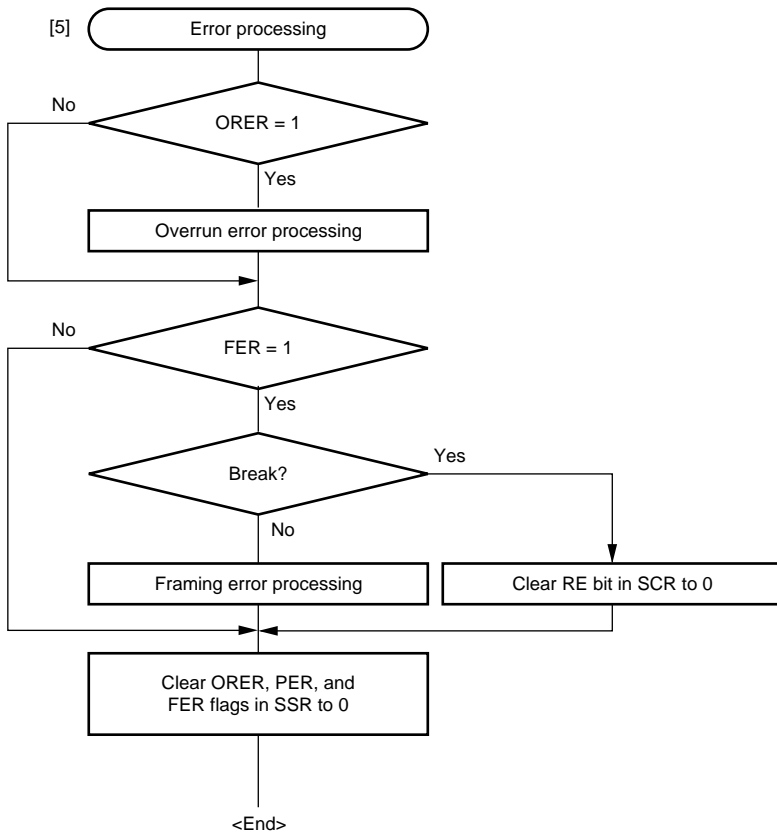 [5]
Error processing
No
ORER = 1
Yes
Overrun error processing
No
FER = 1
Yes
Break?
Yes
No
Framing error processing
Clear RE bit in SCR to 0
Clear ORER, PER, and
FER flags in SSR to 0
<End>